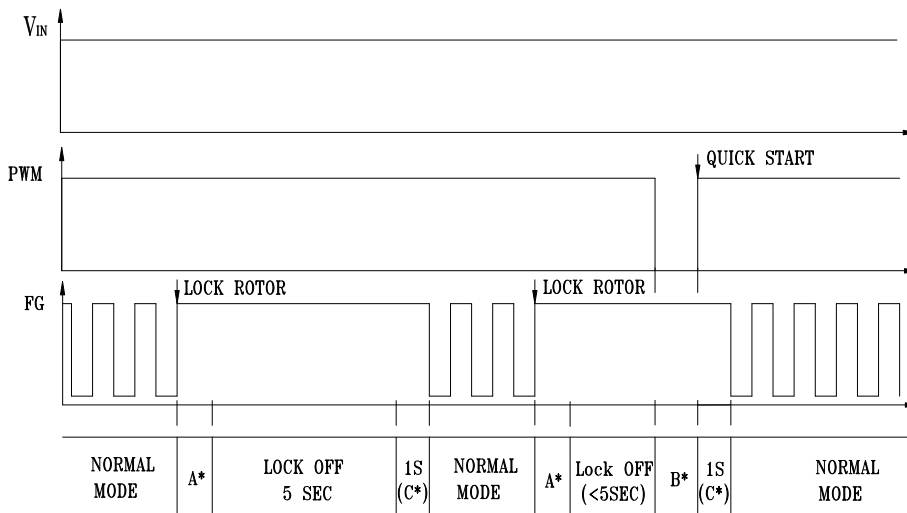 VIN
PWM
QUICK START
FG
LOCK ROTOR
LOCK ROTOR
NORMAL
MODE
A*
LOCK OFF
5 SEC
1S
(C*)
NORMAL
MODE
A*
Lock OFF
(<5SEC)
B*
1S
(C*)
NORMAL
MODE